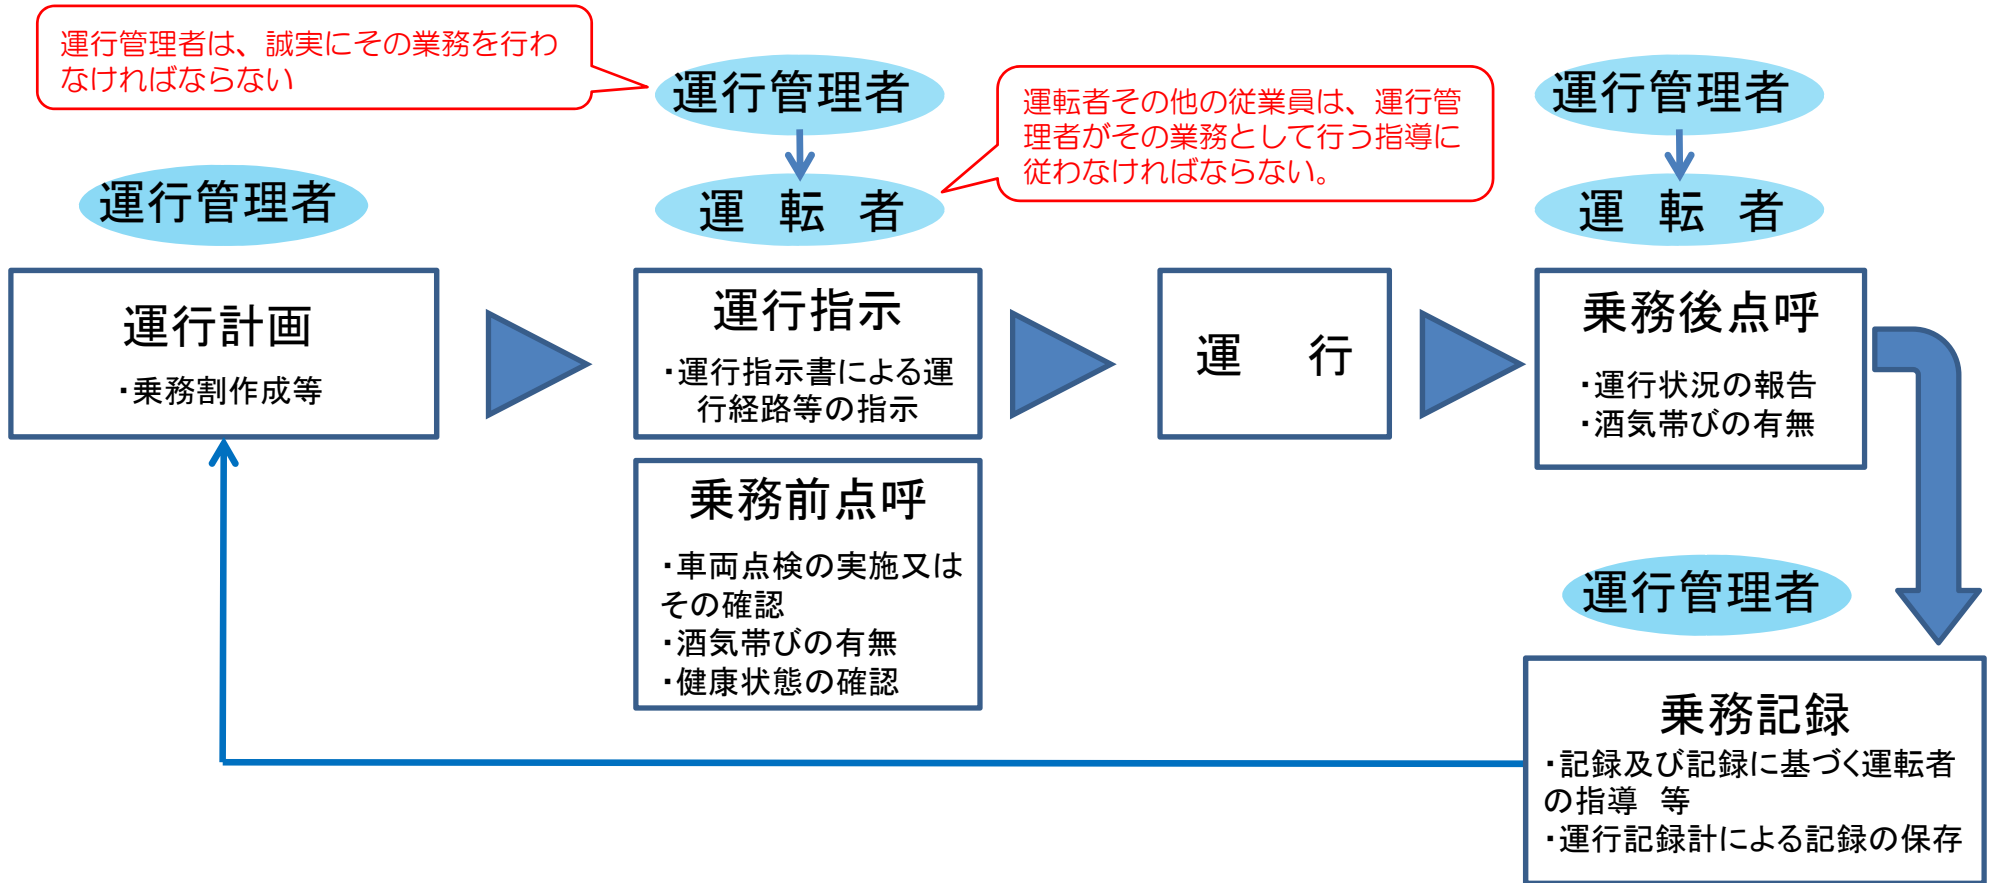 運行管理者は、誠実にその業務を行わ
なければならない
運行管理者
運転者その他の従業員は、運行管
理者がその業務として行う指導に
従わなければならない。
運行管理者
運行管理者
運　転　者
運　転　者
運行計画
・乗務割作成等
運行指示
・運行指示書による運
行経路等の指示
乗務前点呼
・車両点検の実施又は
その確認
・酒気帯びの有無
・健康状態の確認
運　行
乗務後点呼
・運行状況の報告
・酒気帯びの有無
運行管理者
乗務記録
・記録及び記録に基づく運転者
の指導　等
・運行記録計による記録の保存